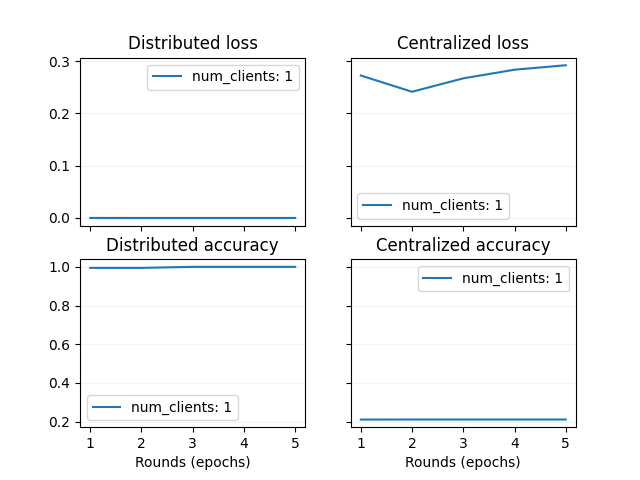 Distributed loss
Centralized loss
0.3
0.2
0.1
0.0
num_clients: 1
num_clients: 1
Distributed accuracy
Centralized accuracy
1.0
0.8
0.6
0.4
0.2
num_clients: 1
num_clients: 1
1 2 3 4 5
1 2 3 4 5
Rounds (epochs)
Rounds (epochs)